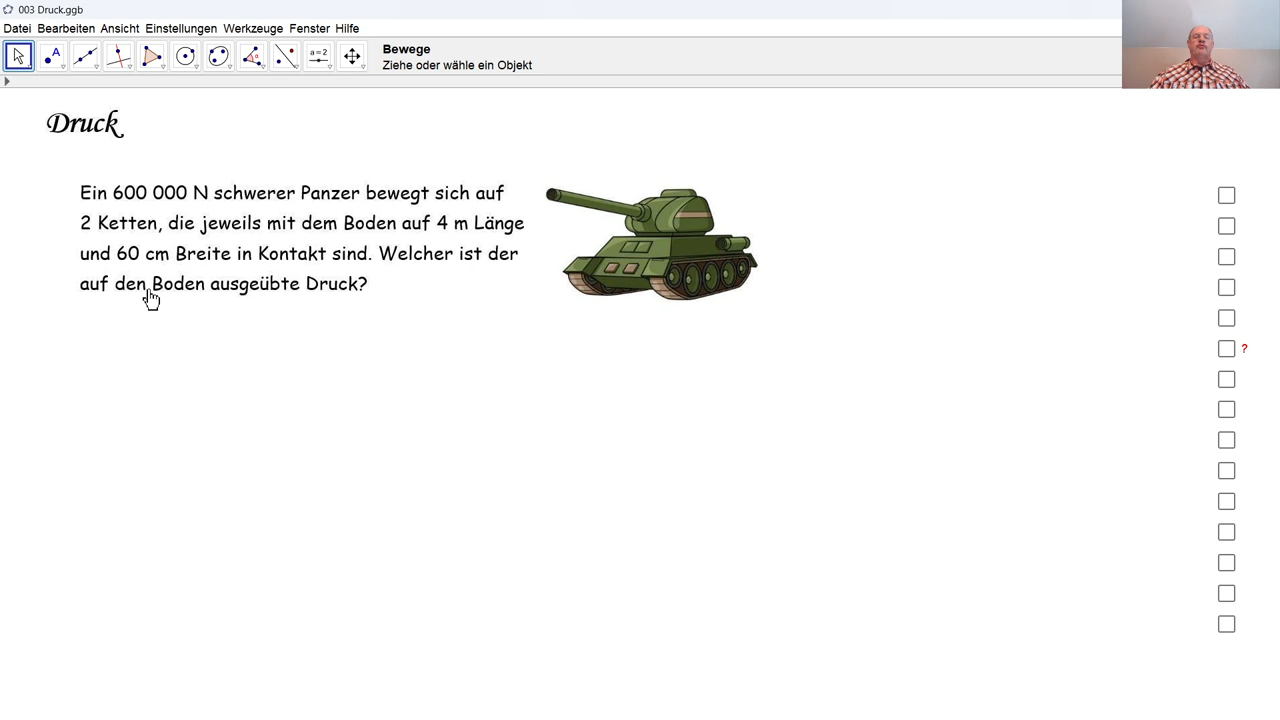 003 Druck.ggb
Datei Bearbeiten Ansicht Einstellungen Werkzeuge Fenster Hilfe
A
a=2
Bewege
Ziehe oder wähle ein Objekt
Druck
Ein 600 000 N schwerer Panzer bewegt sich auf
2 Ketten, die jeweils mit dem Boden auf 4 m Länge
und 60 cm Breite in Kontakt sind. Welcher ist der
auf den Boden ausgeübte Druck?
?